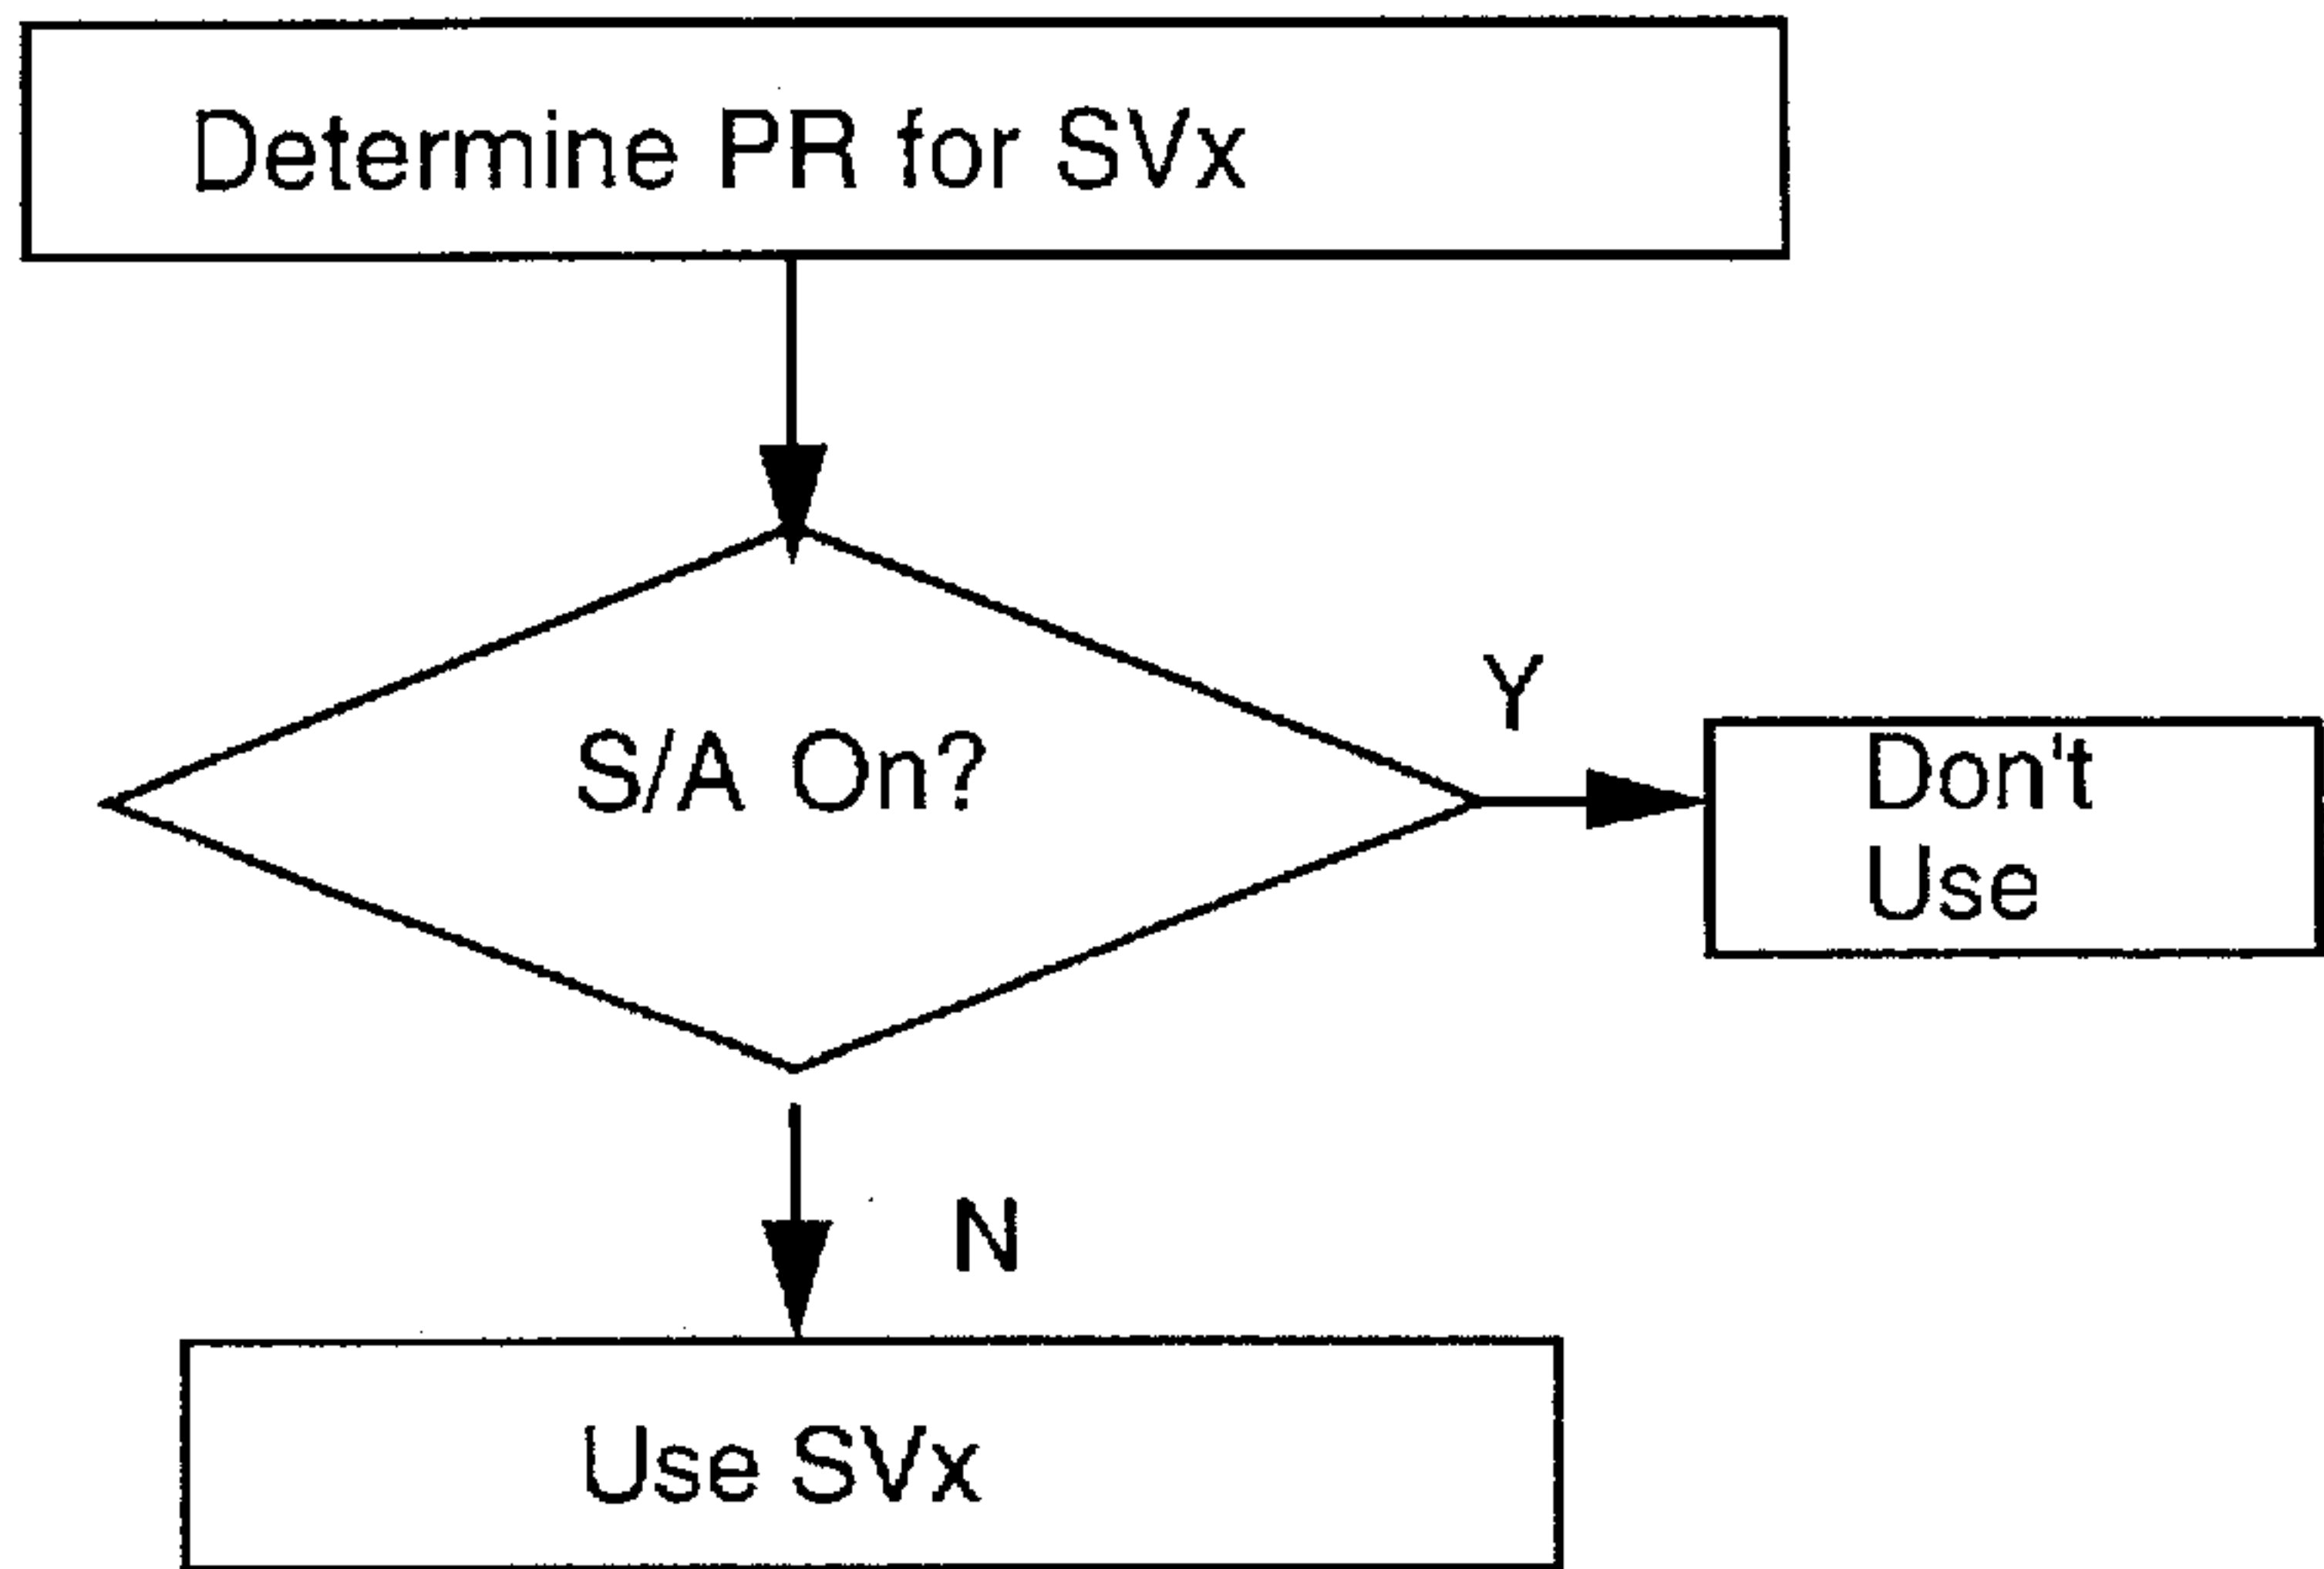 Determine PR for SVx
S/A On?
Y
Don't
Use
N
Use SVx